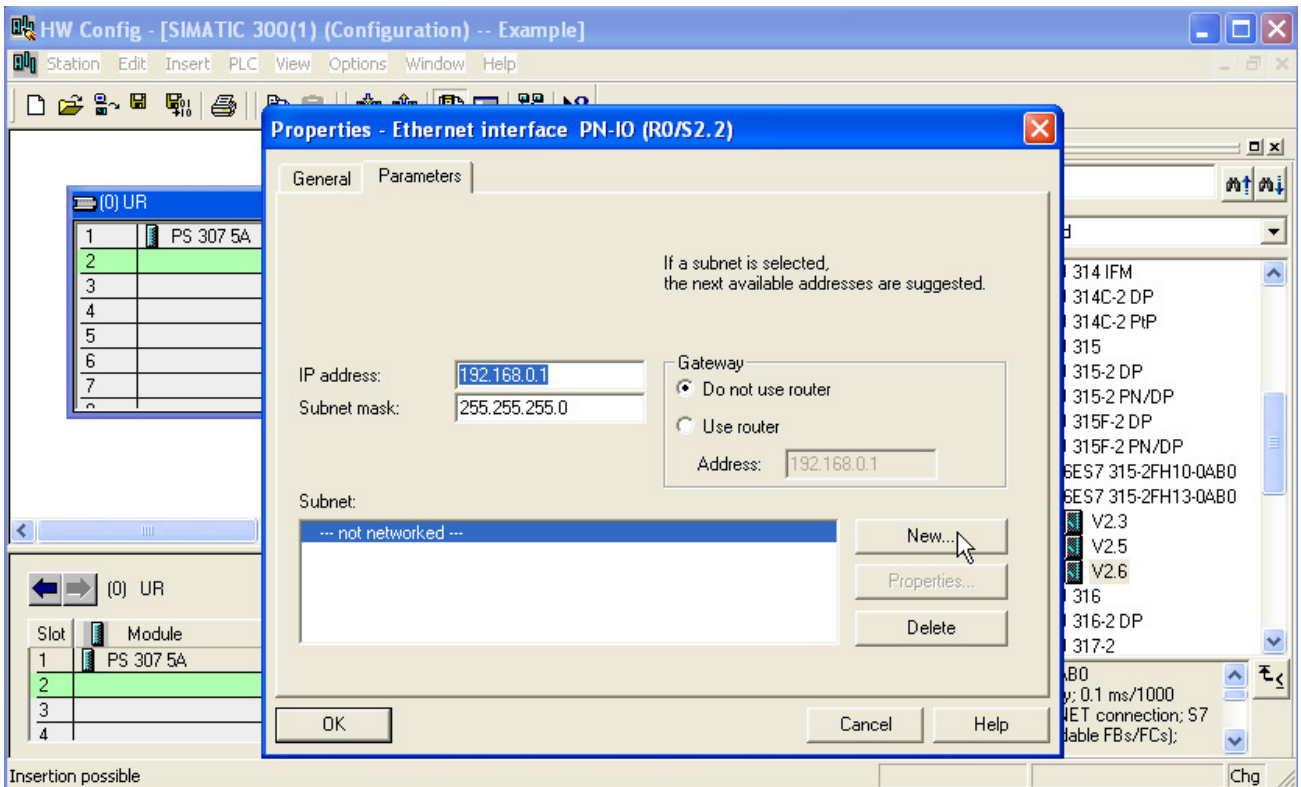 HW Config - [SIMATIC 300(1) (Configuration) -- Example]
Station Edit Insert PLC View Options Window Help
Properties - Ethernet interface PN-IO (R0/S2.2)
General Parameters
(0) UR
1 PS 307 5A
2
3
4
5
6
7
If a subnet is selected,
the next available addresses are suggested.
IP address: 192.168.0.1
Subnet mask: 255.255.255.0
Gateway
Do not use router
Use router
Address: 192.168.0.1
Subnet:
--- not networked ---
New...
Properties...
Delete
OK Cancel Help
314 IFM
314C-2 DP
314C-2 PtP
315
315-2 DP
315-2 PN/DP
315F-2 DP
315F-2 PN/DP
6ES7 315-2FH10-0AB0
6ES7 315-2FH13-0AB0
V2.3
V2.5
V2.6
316
316-2 DP
317-2
(0) UR
Slot Module
1 PS 307 5A
2
3
4
AB0
y; 0.1 ms/1000
NET connection; S7
dable FBs/FCs);
Insertion possible Chg